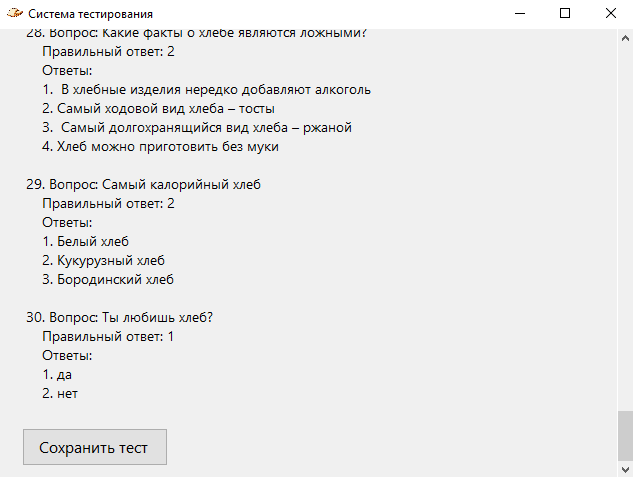 Система тестирования
28. Вопрос: Какие факты о хлебе являются ложными?
Правильный ответ: 2
Ответы:
1.  В хлебные изделия нередко добавляют алкоголь
2. Самый ходовой вид хлеба – тосты
3.  Самый долгохранящийся вид хлеба – ржаной
4. Хлеб можно приготовить без муки
29. Вопрос: Самый калорийный хлеб
Правильный ответ: 2
Ответы:
1. Белый хлеб
2. Кукурузный хлеб
3. Бородинский хлеб
30. Вопрос: Ты любишь хлеб?
Правильный ответ: 1
Ответы:
1. да
2. нет
Сохранить тест